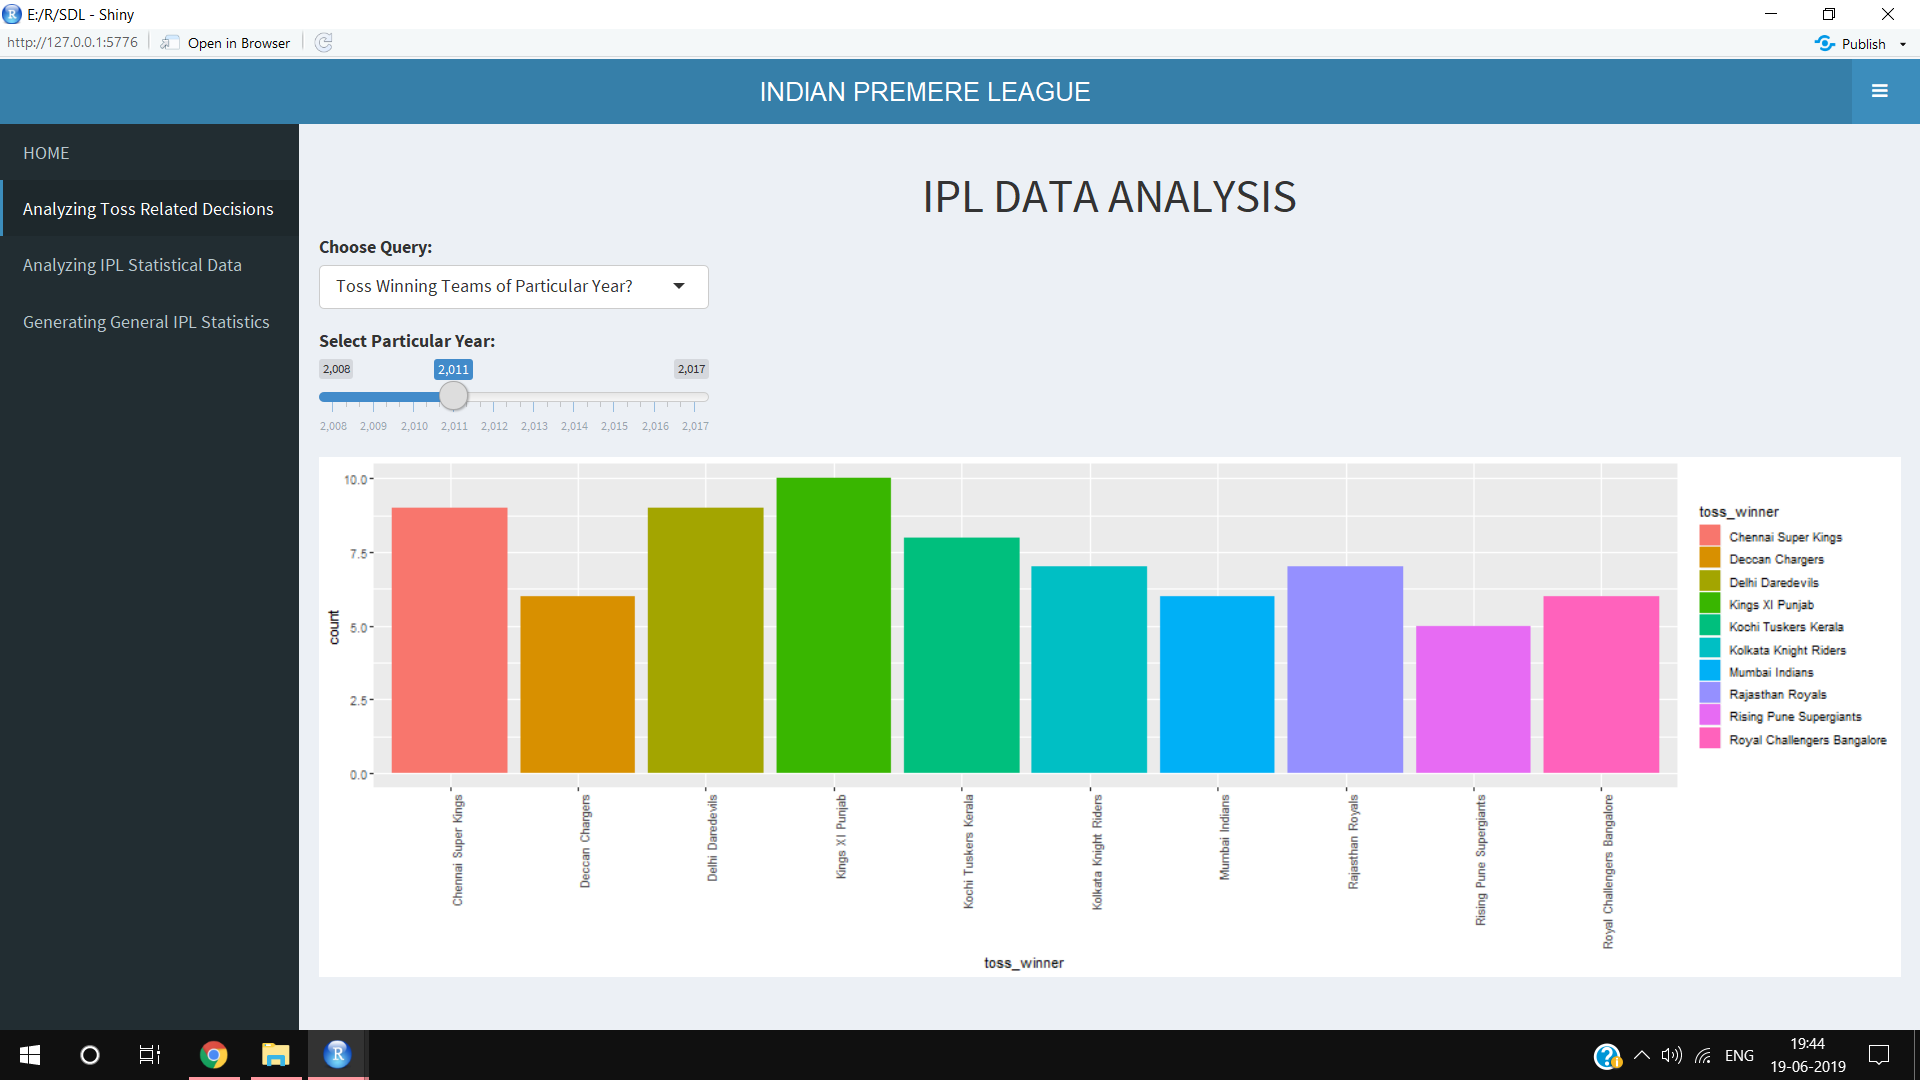 E:/R/SDL - Shiny
http://127.0.0.1:5776
Open in Browser
Publish
INDIAN PREMERE LEAGUE
HOME
Analyzing Toss Related Decisions
Analyzing IPL Statistical Data
Generating General IPL Statistics
IPL DATA ANALYSIS
Choose Query:
Toss Winning Teams of Particular Year?
Select Particular Year:
2,008 2,011 2,017
2,008 2,009 2,010 2,011 2,012 2,013 2,014 2,015 2,016 2,017
count
10.0
7.5
5.0
2.5
0.0
Chennai Super Kings
Deccan Chargers
Delhi Daredevils
Kings XI Punjab
Kochi Tuskers Kerala
Kolkata Knight Riders
Mumbai Indians
Rajasthan Royals
Rising Pune Supergiants
Royal Challengers Bangalore
toss_winner
toss_winner
Chennai Super Kings
Deccan Chargers
Delhi Daredevils
Kings XI Punjab
Kochi Tuskers Kerala
Kolkata Knight Riders
Mumbai Indians
Rajasthan Royals
Rising Pune Supergiants
Royal Challengers Bangalore
ENG
19:44
19-06-2019